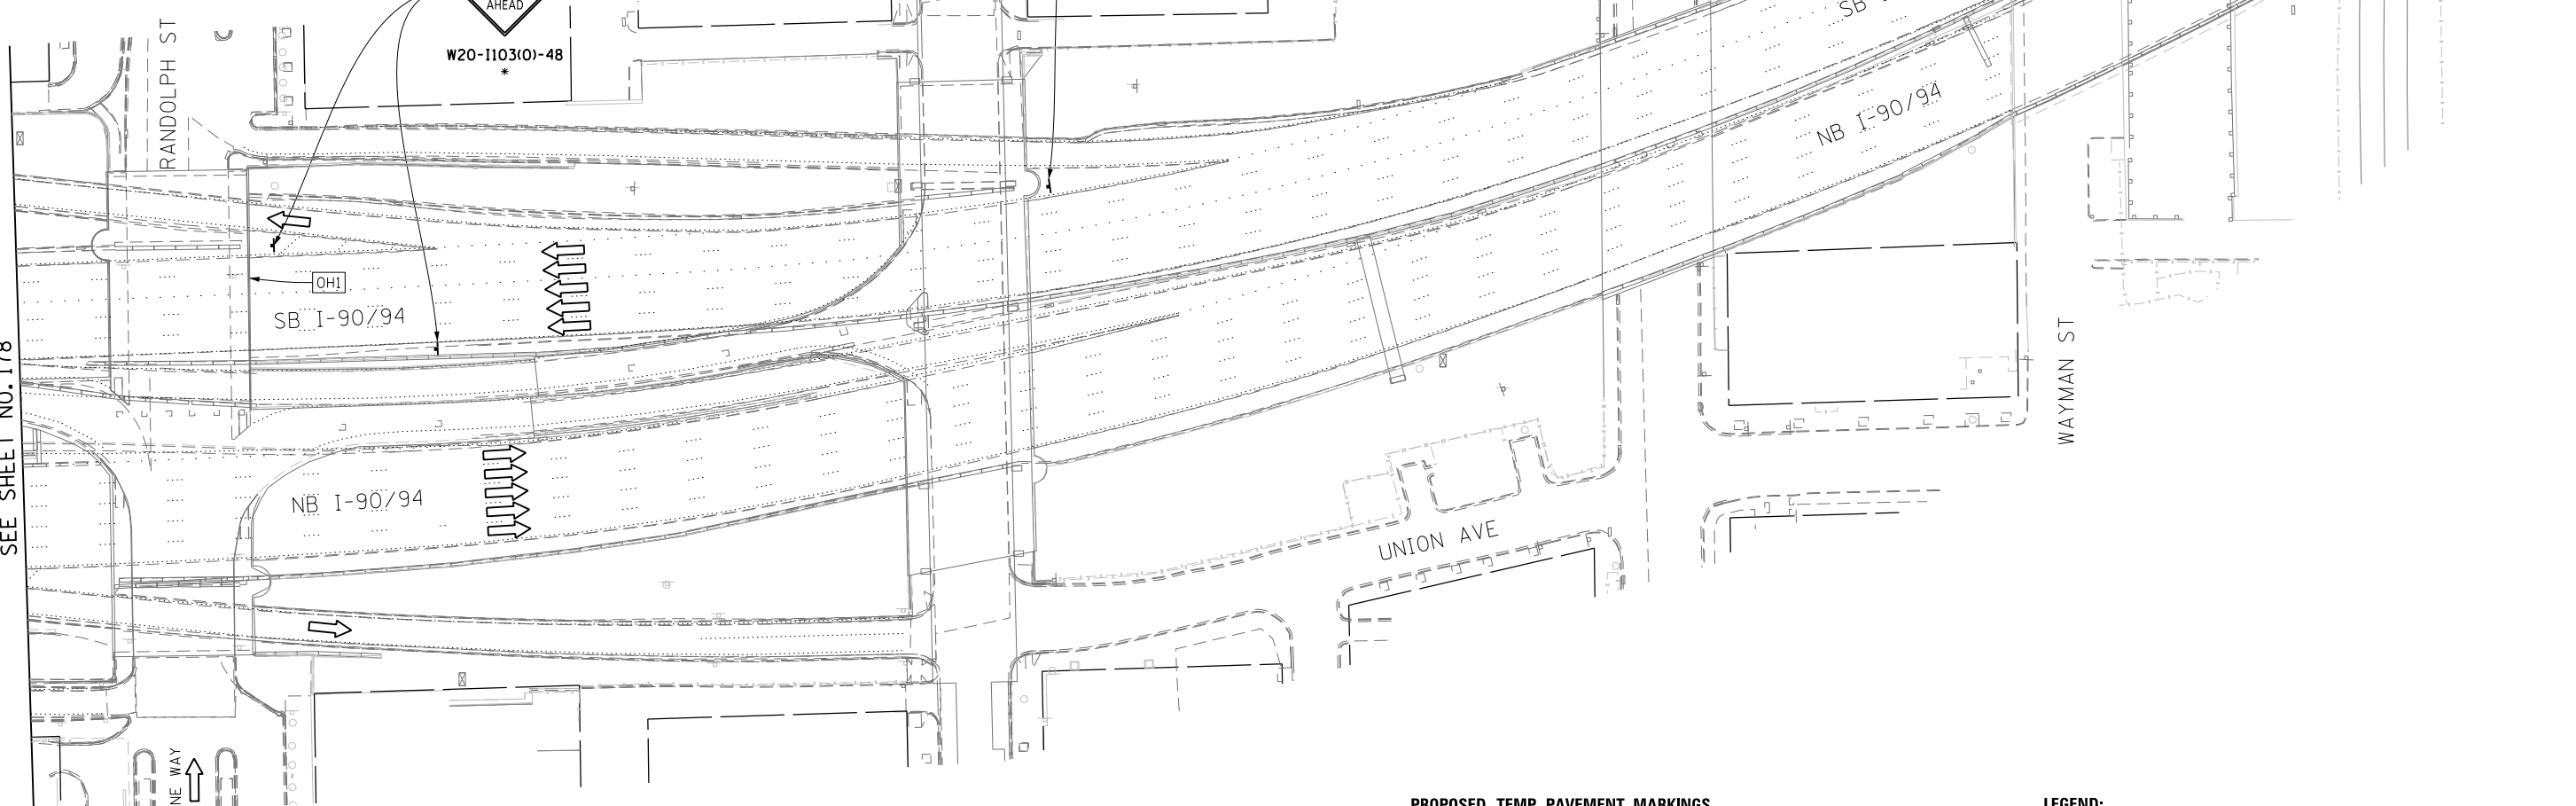 AHEAD
W20-I103(0)-48
*
RANDOLPH ST
SB
NB I-90/94
OH1
SB I-90/94
SEE SHEET NO. 178
WAYMAN ST
NB I-90/94
UNION AVE
NE WAY
PROPOSED TEMP PAVEMENT MARKINGS
LEGEND: